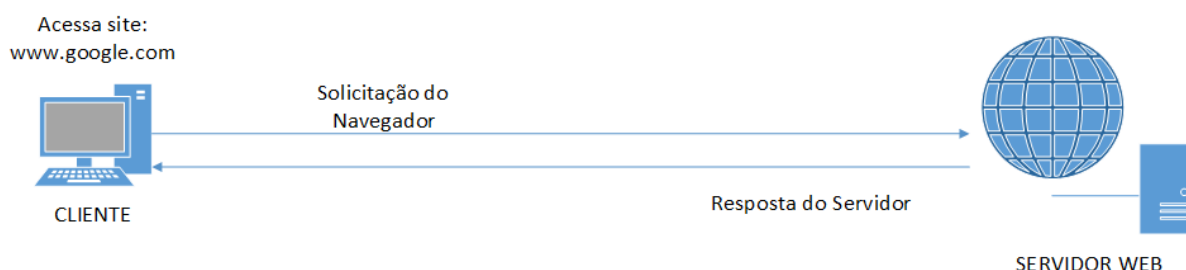 Acessa site:
www.google.com
Solicitação do
Navegador
Resposta do Servidor
CLIENTE
SERVIDOR WEB